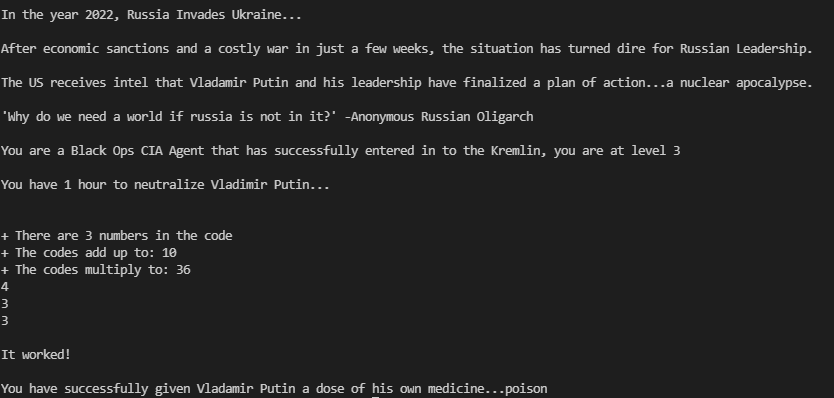 In the year 2022, Russia Invades Ukraine...
After economic sanctions and a costly war in just a few weeks, the situation has turned dire for Russian Leadership.
The US receives intel that Vladamir Putin and his leadership have finalized a plan of action...a nuclear apocalypse.
'Why do we need a world if russia is not in it?' -Anonymous Russian Oligarch
You are a Black Ops CIA Agent that has successfully entered in to the Kremlin, you are at level 3
You have 1 hour to neutralize Vladimir Putin...
+ There are 3 numbers in the code
+ The codes add up to: 10
+ The codes multiply to: 36
4
3
3
It worked!
You have successfully given Vladamir Putin a dose of his own medicine...poison